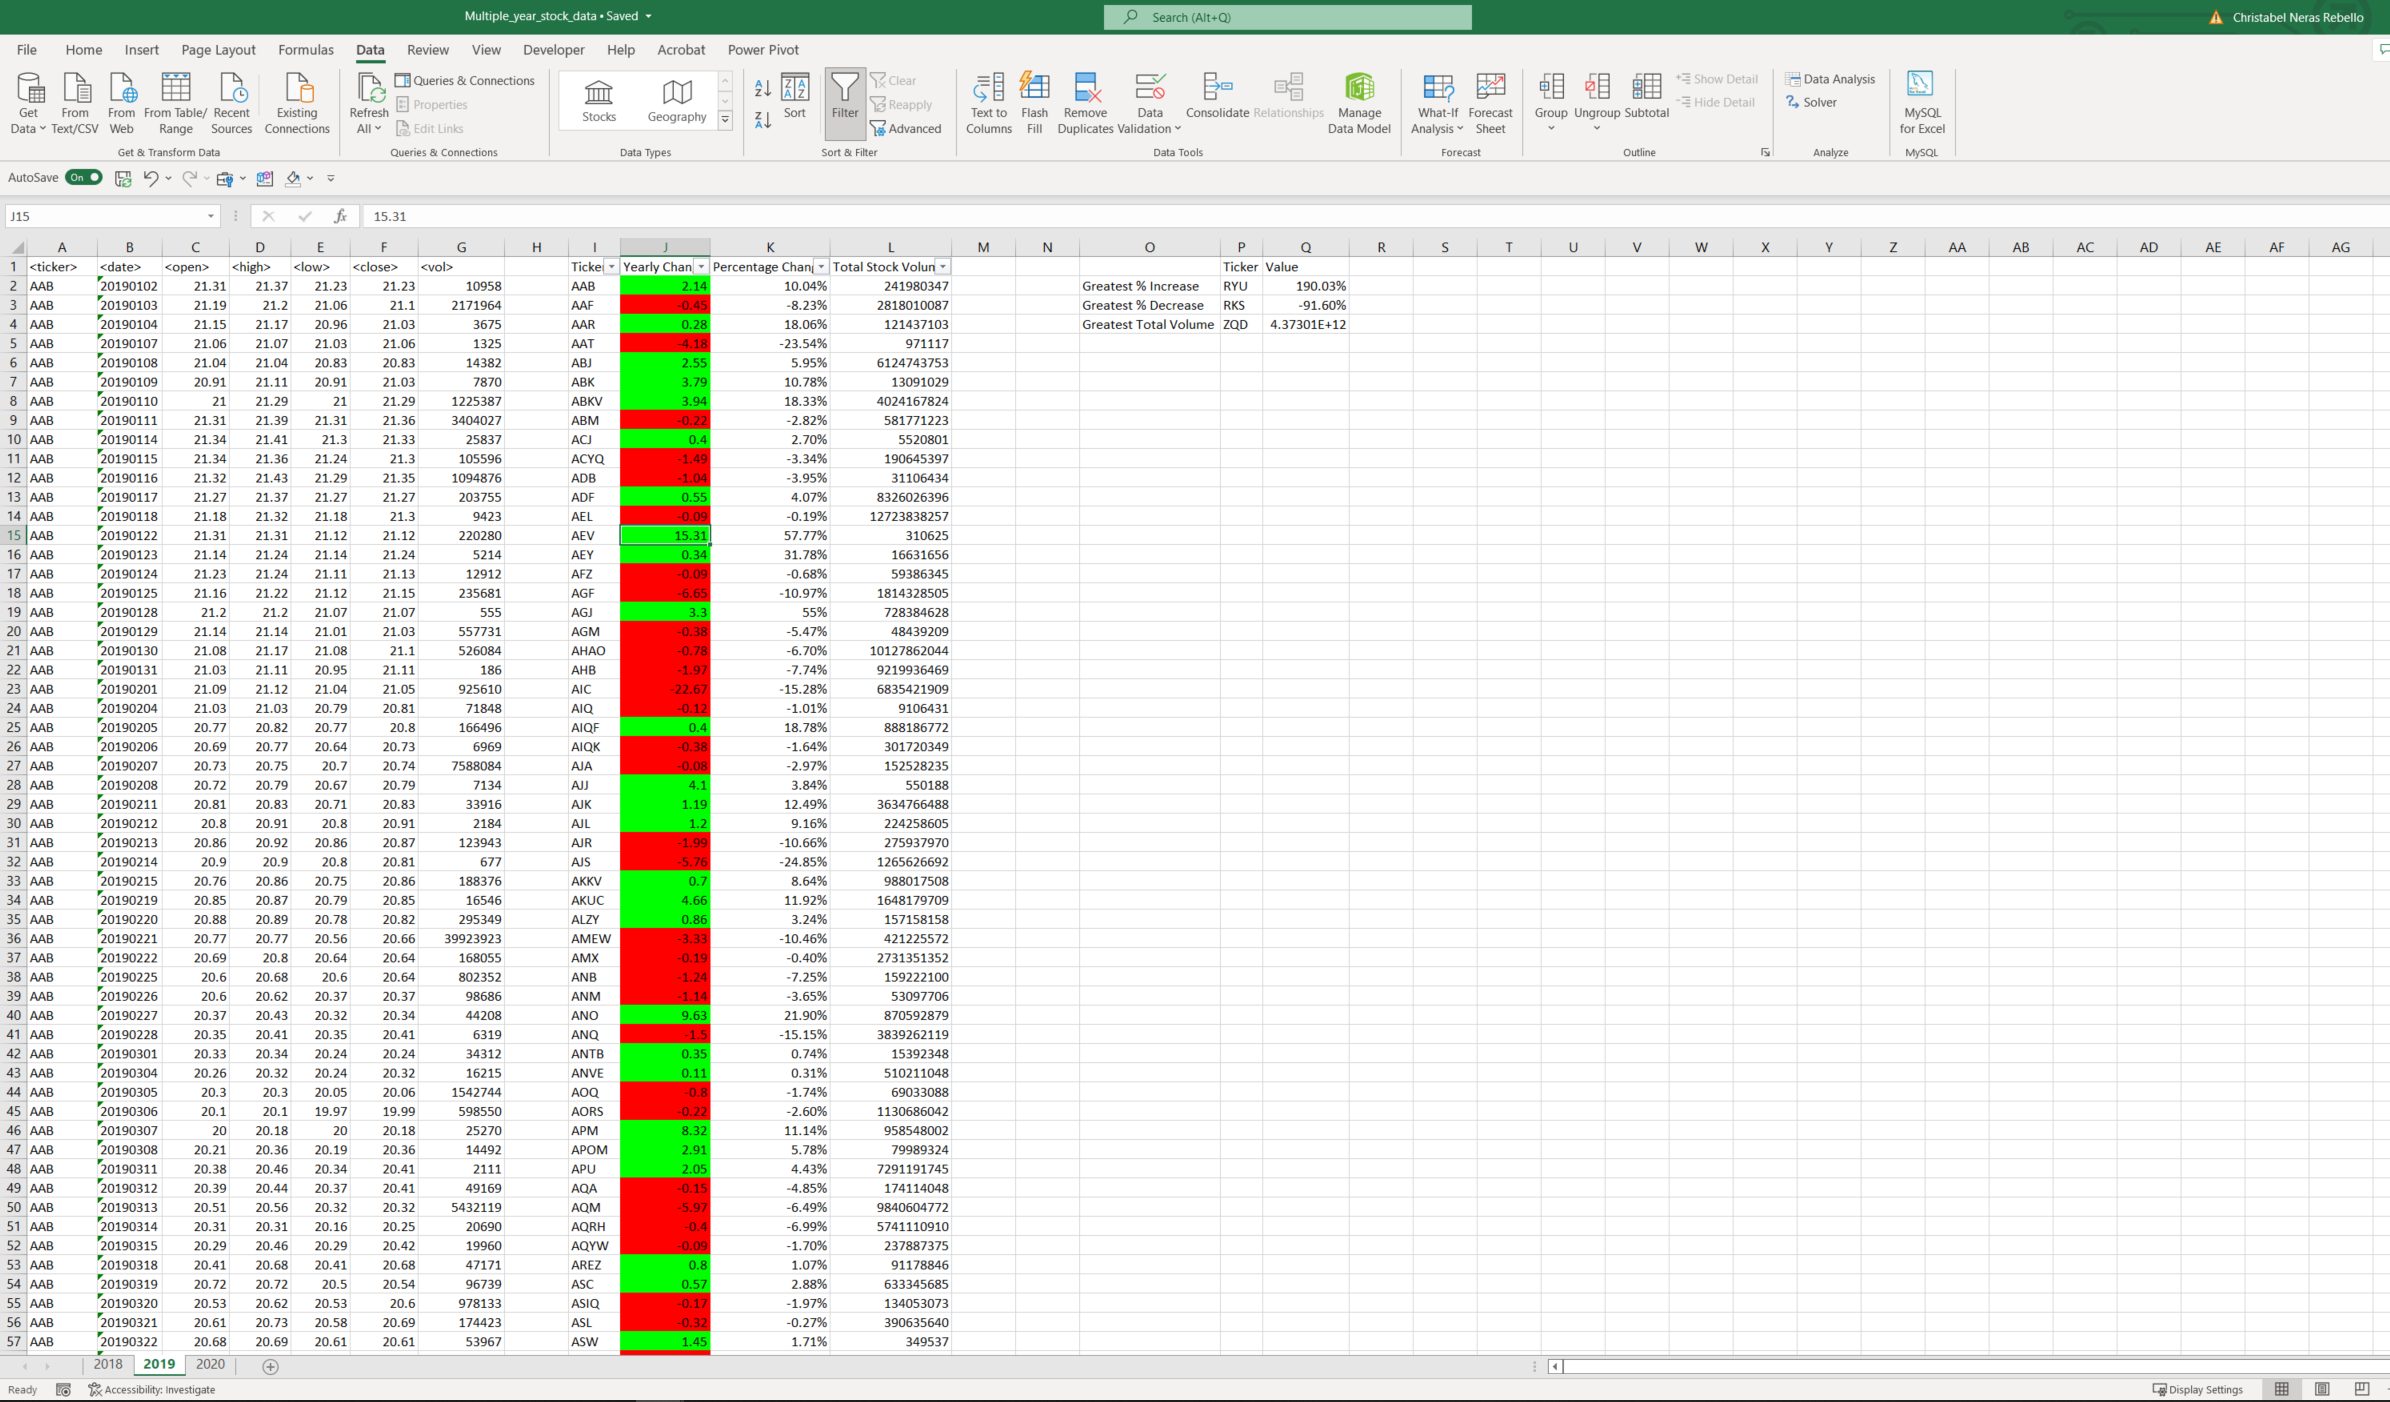 Multiple_year_stock_data • Saved
Search (Alt+Q)
Christabel Neras Rebello
File Home Insert Page Layout Formulas Data Review View Developer Help Acrobat Power Pivot
Get Data From Text/CSV From Web From Table/ Range Recent Sources Existing Connections
Get & Transform Data
Refresh All Queries & Connections Properties Edit Links
Queries & Connections
Stocks Geography
Data Types
Sort Filter Clear Reapply Advanced
Sort & Filter
Text to Columns Flash Fill Remove Duplicates Data Validation Consolidate Relationships Manage Data Model
Data Tools
What-If Analysis Forecast Sheet
Forecast
Group Ungroup Subtotal Show Detail Hide Detail
Outline
Data Analysis Solver
Analyze
MySQL for Excel
MySQL
AutoSave On
J15 fx 15.31
A B C D E F G H I J K L M N O P Q R S T U V W X Y Z AA AB AC AD AE AF AG
1 <ticker> <date> <open> <high> <low> <close> <vol> Ticke Yearly Chan Percentage Chan Total Stock Volun Ticker Value
2 AAB 20190102 21.31 21.37 21.23 21.23 10958 AAB 2.14 10.04% 241980347 Greatest % Increase RYU 190.03%
3 AAB 20190103 21.19 21.2 21.06 21.1 2171964 AAF -0.45 -8.23% 2818010087 Greatest % Decrease RKS -91.60%
4 AAB 20190104 21.15 21.17 20.96 21.03 3675 AAR 0.28 18.06% 121437103 Greatest Total Volume ZQD 4.37301E+12
5 AAB 20190107 21.06 21.07 21.03 21.06 1325 AAT -4.18 -23.54% 971117
6 AAB 20190108 21.04 21.04 20.83 20.83 14382 ABJ 2.55 5.95% 6124743753
7 AAB 20190109 20.91 21.11 20.91 21.03 7870 ABK 3.79 10.78% 13091029
8 AAB 20190110 21 21.29 21 21.29 1225387 ABKV 3.94 18.33% 4024167824
9 AAB 20190111 21.31 21.39 21.31 21.36 3404027 ABM -0.22 -2.82% 581771223
10 AAB 20190114 21.34 21.41 21.3 21.33 25837 ACJ 0.4 2.70% 5520801
11 AAB 20190115 21.34 21.36 21.24 21.3 105596 ACYQ -1.49 -3.34% 190645397
12 AAB 20190116 21.32 21.43 21.29 21.35 1094876 ADB -1.04 -3.95% 31106434
13 AAB 20190117 21.27 21.37 21.27 21.27 203755 ADF 0.55 4.07% 8326026396
14 AAB 20190118 21.18 21.32 21.18 21.3 9423 AEL -0.09 -0.19% 12723838257
15 AAB 20190122 21.31 21.31 21.12 21.12 220280 AEV 15.31 57.77% 310625
16 AAB 20190123 21.14 21.24 21.14 21.24 5214 AEY 0.34 31.78% 16631656
17 AAB 20190124 21.23 21.24 21.11 21.13 12912 AFZ -0.09 -0.68% 59386345
18 AAB 20190125 21.16 21.22 21.12 21.15 235681 AGF -6.65 -10.97% 1814328505
19 AAB 20190128 21.2 21.2 21.07 21.07 555 AGJ 3.3 55% 728384628
20 AAB 20190129 21.14 21.14 21.01 21.03 557731 AGM -0.38 -5.47% 48439209
21 AAB 20190130 21.08 21.17 21.08 21.1 526084 AHAO -0.78 -6.70% 10127862044
22 AAB 20190131 21.03 21.11 20.95 21.11 186 AHB -1.97 -7.74% 9219936469
23 AAB 20190201 21.09 21.12 21.04 21.05 925610 AIC -22.67 -15.28% 6835421909
24 AAB 20190204 21.03 21.03 20.79 20.81 71848 AIQ -0.12 -1.01% 9106431
25 AAB 20190205 20.77 20.82 20.77 20.8 166496 AIQF 0.4 18.78% 888186772
26 AAB 20190206 20.69 20.77 20.64 20.73 6969 AIQK -0.38 -1.64% 301720349
27 AAB 20190207 20.73 20.75 20.7 20.74 7588084 AJA -0.08 -2.97% 152528235
28 AAB 20190208 20.72 20.79 20.67 20.79 7134 AJJ 4.1 3.84% 550188
29 AAB 20190211 20.81 20.83 20.71 20.83 33916 AJK 1.19 12.49% 3634766488
30 AAB 20190212 20.8 20.91 20.8 20.91 2184 AJL 1.2 9.16% 224258605
31 AAB 20190213 20.86 20.92 20.86 20.87 123943 AJR -1.99 -10.66% 275937970
32 AAB 20190214 20.9 20.9 20.8 20.81 677 AJS -5.76 -24.85% 1265626692
33 AAB 20190215 20.76 20.86 20.75 20.86 188376 AKKV 0.7 8.64% 988017508
34 AAB 20190219 20.85 20.87 20.79 20.85 16546 AKUC 4.66 11.92% 1648179709
35 AAB 20190220 20.88 20.89 20.78 20.82 295349 ALZY 0.86 3.24% 157158158
36 AAB 20190221 20.77 20.77 20.56 20.66 39923923 AMEW -3.33 -10.46% 421225572
37 AAB 20190222 20.69 20.8 20.64 20.64 168055 AMX -0.19 -0.40% 2731351352
38 AAB 20190225 20.6 20.68 20.6 20.64 802352 ANB -1.24 -7.25% 159222100
39 AAB 20190226 20.6 20.62 20.37 20.37 98686 ANM -1.14 -3.65% 53097706
40 AAB 20190227 20.37 20.43 20.32 20.34 44208 ANO 9.63 21.90% 870592879
41 AAB 20190228 20.35 20.41 20.35 20.41 6319 ANQ -1.5 -15.15% 3839262119
42 AAB 20190301 20.33 20.34 20.24 20.24 34312 ANTB 0.35 0.74% 15392348
43 AAB 20190304 20.26 20.32 20.24 20.32 16215 ANVE 0.11 0.31% 510211048
44 AAB 20190305 20.3 20.3 20.05 20.06 1542744 AOQ -0.8 -1.74% 69033088
45 AAB 20190306 20.1 20.1 19.97 19.99 598550 AORS -0.22 -2.60% 1130686042
46 AAB 20190307 20 20.18 20 20.18 25270 APM 8.32 11.14% 958548002
47 AAB 20190308 20.21 20.36 20.19 20.36 14492 APOM 2.91 5.78% 79989324
48 AAB 20190311 20.38 20.46 20.34 20.41 2111 APU 2.05 4.43% 7291191745
49 AAB 20190312 20.39 20.44 20.37 20.41 49169 AQA -0.15 -4.85% 174114048
50 AAB 20190313 20.51 20.56 20.32 20.32 5432119 AQM -5.97 -6.49% 9840604772
51 AAB 20190314 20.31 20.31 20.16 20.25 20690 AQRH -0.4 -6.99% 5741110910
52 AAB 20190315 20.29 20.46 20.29 20.42 19960 AQYW -0.09 -1.70% 237887375
53 AAB 20190318 20.41 20.68 20.41 20.68 47171 AREZ 0.8 1.07% 91178846
54 AAB 20190319 20.72 20.72 20.5 20.54 96739 ASC 0.57 2.88% 633345685
55 AAB 20190320 20.53 20.62 20.53 20.6 978133 ASIQ -0.17 -1.97% 134053073
56 AAB 20190321 20.61 20.73 20.58 20.69 174423 ASL -0.32 -0.27% 390635640
57 AAB 20190322 20.68 20.69 20.61 20.61 53967 ASW 1.45 1.71% 349537
2018 2019 2020
Ready Accessibility: Investigate Display Settings